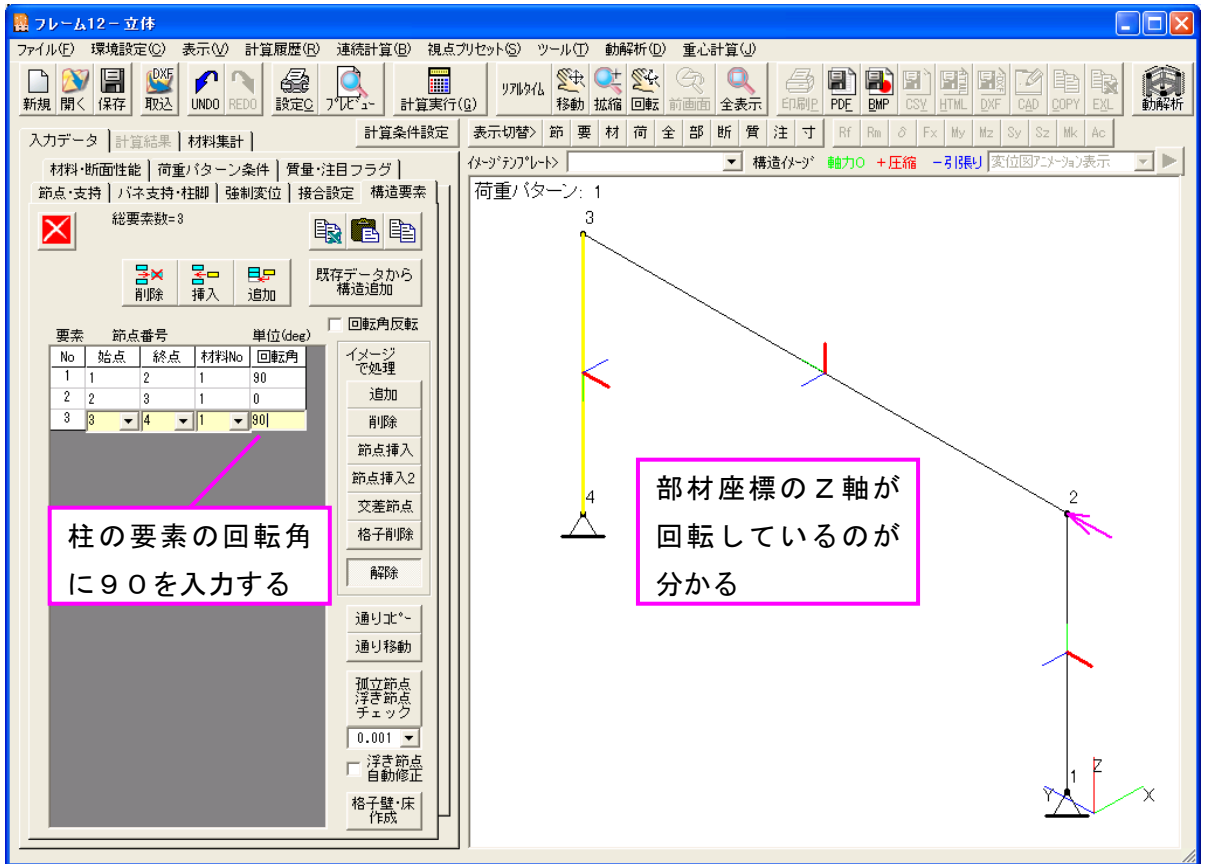 フレーム12 − 立体
ファイル(F) 環境設定(C) 表示(V) 計算履歴(R) 連続計算(B) 視点プリセット(S) ツール(T) 動解析(D) 重心計算(J)
新規 開く 保存 DXF 取込 UNDO REDO 設定C プレビュー 計算実行(G) リアルタイム 移動 拡縮 回転 前画面 全表示 印刷P PDF BMP CSV HTML DXF CAD COPY EXL 動解析
入力データ 計算結果 材料集計 計算条件設定 表示切替> 節 要 材 荷 全 部 断 質 注 寸 Rf Rm δ Fx My Mz Sy Sz Mk Ac
材料・断面性能 荷重パターン条件 質量・注目フラグ
イメージテンプレート> 構造イメージ 軸力○ +圧縮 −引張り 変位図アニメーション表示
節点・支持 バネ支持・柱脚 強制変位 接合設定 構造要素
総要素数=3
削除 挿入 追加
既存データから
構造追加
回転角反転
要素 節点番号 単位(deg)
No 始点 終点 材料No 回転角
1 1 2 1 90
2 2 3 1 0
3 3 4 1 90
イメージ
で処理
追加
削除
節点挿入
節点挿入2
交差節点
格子削除
解除
通りコピー
通り移動
孤立節点
浮き節点
チェック
0.001
浮き節点
自動修正
格子壁・床
作成
柱の要素の回転角
に９０を入力する
荷重パターン: 1
3
4
2
部材座標のＺ軸が
回転しているのが
分かる
1
Z
Y
X